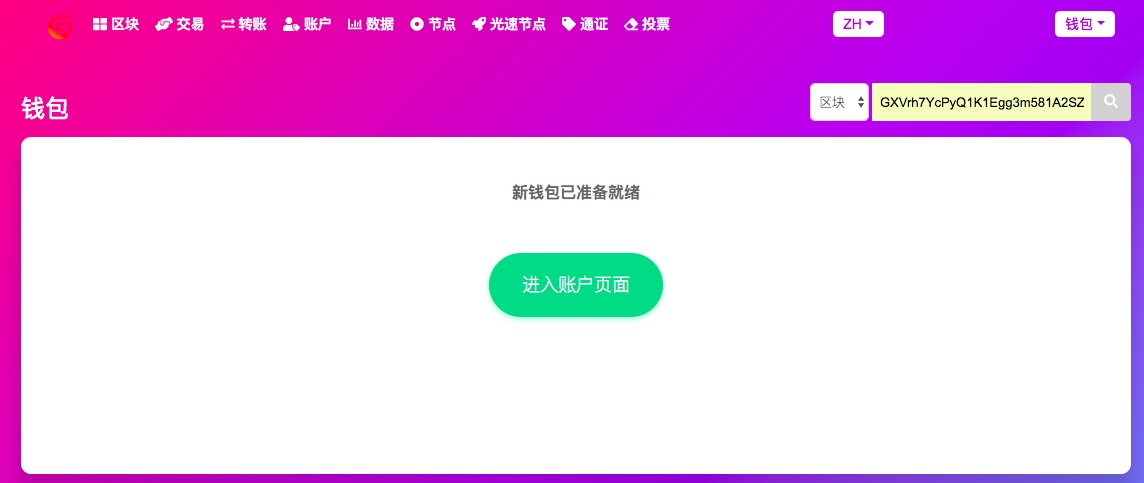 区块 交易 转账 账户 数据 节点 光速节点 通证 投票 ZH 钱包
钱包 区块 GXVrh7YcPyQ1K1Egg3m581A2SZ
新钱包已准备就绪
进入账户页面